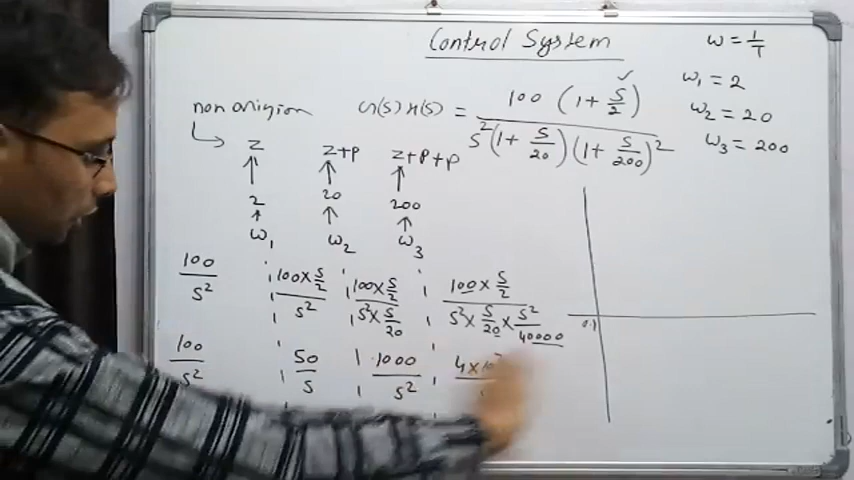 Control System
ω = 1/T
non origion
G(s) H(s) = 100 (1 + S/2) / S²(1 + S/20)(1 + S/200)²
✓
ω₁ = 2
ω₂ = 20
ω₃ = 200
Z Z+P Z+P+P
2 20 200
ω₁ ω₂ ω₃
100/S² 100×S/2 / S² 100×S/2 / S²×S/20 100×S/2 / S²×S/20×S²/40000
0.1
100/S² 50/S 1000/S² 4×10